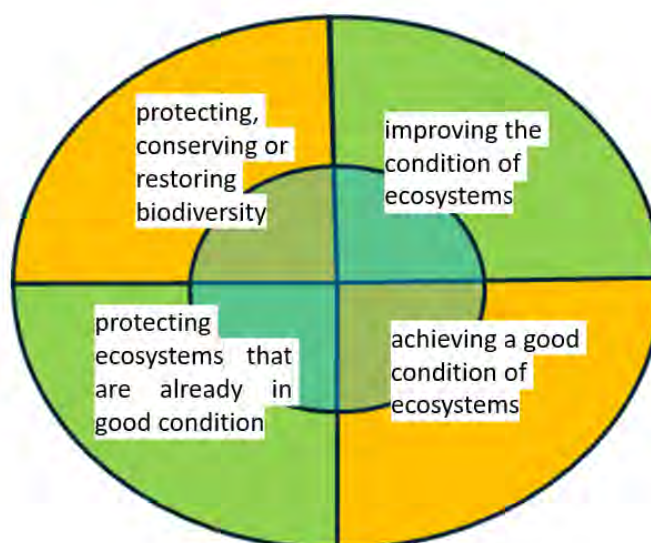 protecting,
conserving or
restoring
biodiversity
improving the
condition of
ecosystems
protecting
ecosystems that
are already in
good condition
achieving a good
condition of
ecosystems